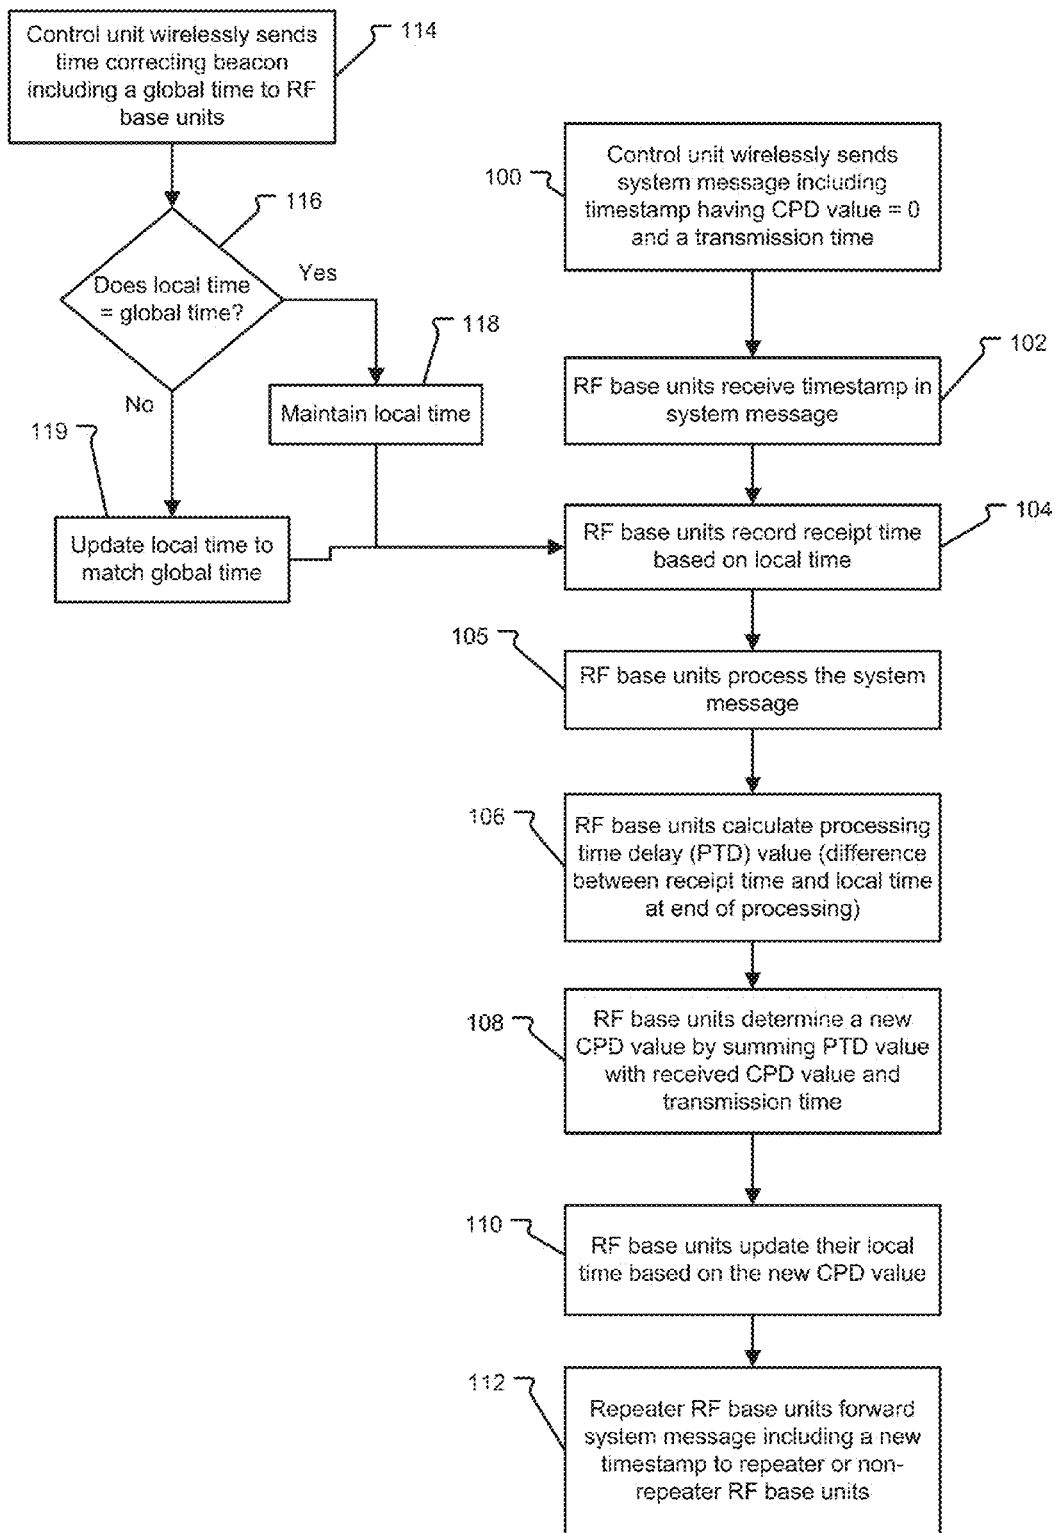 Control unit wirelessly sends
time correcting beacon
including a global time to RF
base units
114
116
Does local time
= global time?
Yes
No
118
Maintain local time
119
Update local time to
match global time
100
Control unit wirelessly sends
system message including
timestamp having CPD value = 0
and a transmission time
102
RF base units receive timestamp in
system message
104
RF base units record receipt time
based on local time
105
RF base units process the system
message
106
RF base units calculate processing
time delay (PTD) value (difference
between receipt time and local time
at end of processing)
108
RF base units determine a new
CPD value by summing PTD value
with received CPD value and
transmission time
110
RF base units update their local
time based on the new CPD value
112
Repeater RF base units forward
system message including a new
timestamp to repeater or non-
repeater RF base units